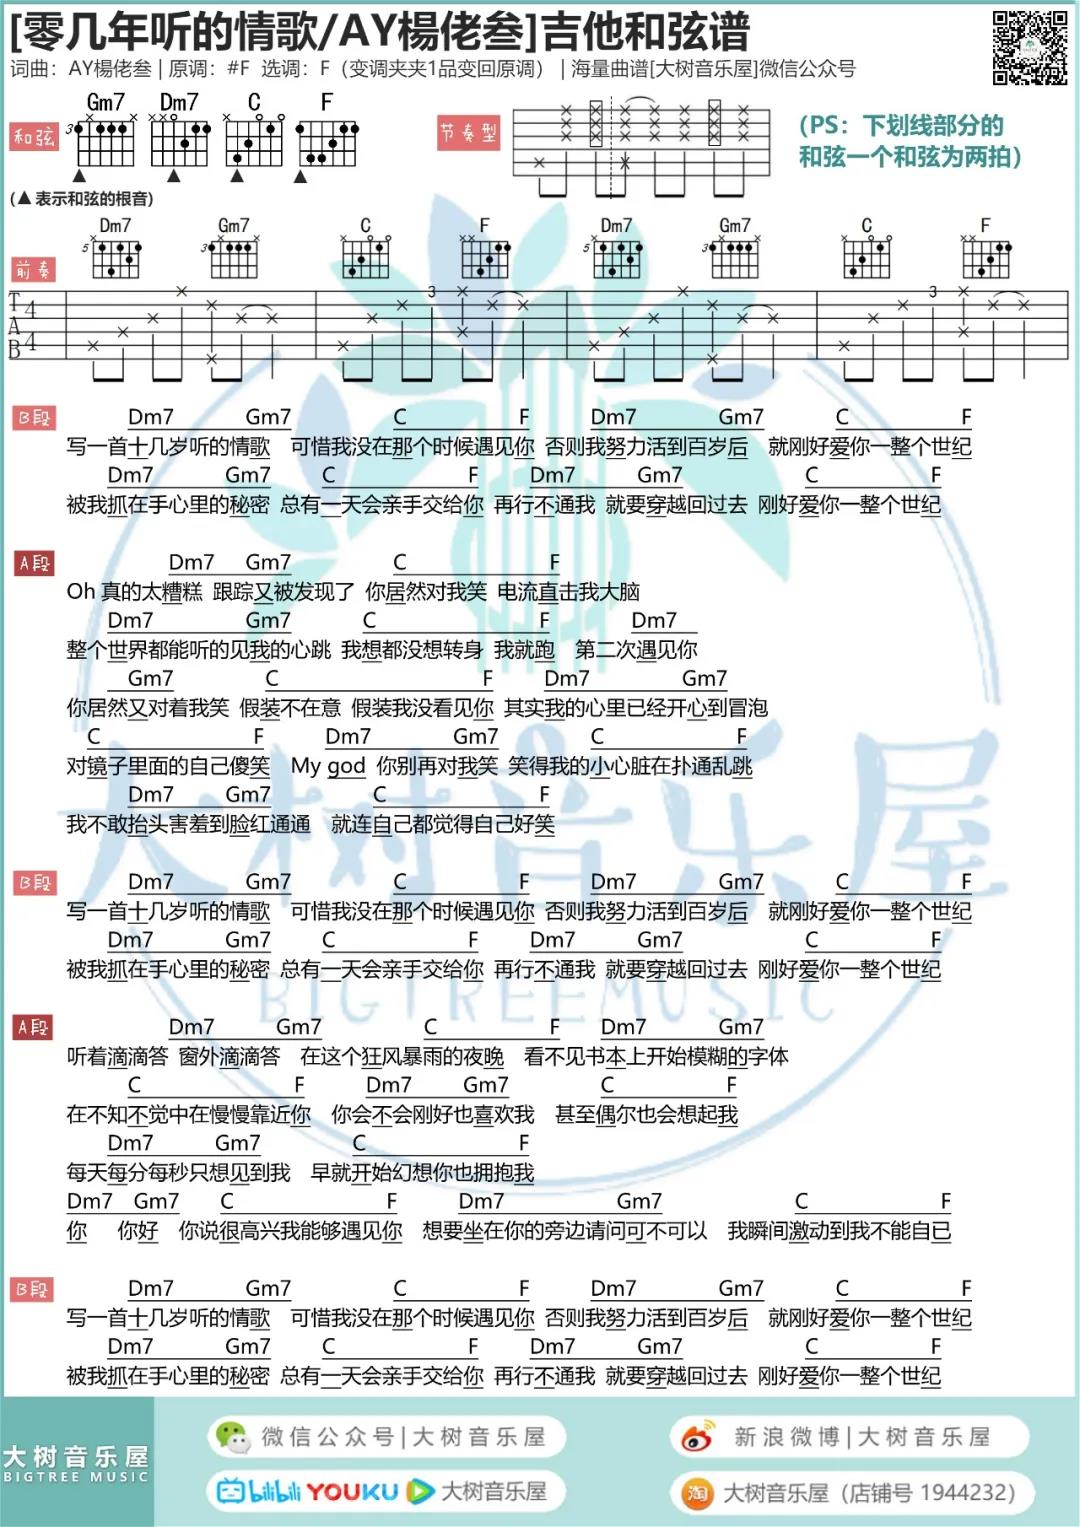 [零几年听的情歌/AY楊佬叁]吉他和弦谱
词曲：AY楊佬叁 | 原调：#F 选调：F（变调夹夹1品变回原调） | 海量曲谱[大树音乐屋]微信公众号
Gm7 Dm7 C F
和弦 3
节奏型
(PS：下划线部分的
和弦一个和弦为两拍)
(▲表示和弦的根音)
Dm7 Gm7 C F Dm7 Gm7 C F
5 3 5 3
前奏
T A B 4 4 3 3
B段
Dm7 Gm7 C F Dm7 Gm7 C F
写一首十几岁听的情歌 可惜我没在那个时候遇见你 否则我努力活到百岁后 就刚好爱你一整个世纪
Dm7 Gm7 C F Dm7 Gm7 C F
被我抓在手心里的秘密 总有一天会亲手交给你 再行不通我 就要穿越回过去 刚好爱你一整个世纪
A段
Dm7 Gm7 C F
Oh 真的太糟糕 跟踪又被发现了 你居然对我笑 电流直击我大脑
Dm7 Gm7 C F Dm7
整个世界都能听的见我的心跳 我想都没想转身 我就跑 第二次遇见你
Gm7 C F Dm7 Gm7
你居然又对着我笑 假装不在意 假装我没看见你 其实我的心里已经开心到冒泡
C F Dm7 Gm7 C F
对镜子里面的自己傻笑 My god 你别再对我笑 笑得我的小心脏在扑通乱跳
Dm7 Gm7 C F
我不敢抬头害羞到脸红通通 就连自己都觉得自己好笑
B段
Dm7 Gm7 C F Dm7 Gm7 C F
写一首十几岁听的情歌 可惜我没在那个时候遇见你 否则我努力活到百岁后 就刚好爱你一整个世纪
Dm7 Gm7 C F Dm7 Gm7 C F
被我抓在手心里的秘密 总有一天会亲手交给你 再行不通我 就要穿越回过去 刚好爱你一整个世纪
A段
Dm7 Gm7 C F Dm7 Gm7
听着滴滴答 窗外滴滴答 在这个狂风暴雨的夜晚 看不见书本上开始模糊的字体
C F Dm7 Gm7 C F
在不知不觉中在慢慢靠近你 你会不会刚好也喜欢我 甚至偶尔也会想起我
Dm7 Gm7 C F
每天每分每秒只想见到我 早就开始幻想你也拥抱我
Dm7 Gm7 C F Dm7 Gm7 C F
你 你好 你说很高兴我能够遇见你 想要坐在你的旁边请问可不可以 我瞬间激动到我不能自已
B段
Dm7 Gm7 C F Dm7 Gm7 C F
写一首十几岁听的情歌 可惜我没在那个时候遇见你 否则我努力活到百岁后 就刚好爱你一整个世纪
Dm7 Gm7 C F Dm7 Gm7 C F
被我抓在手心里的秘密 总有一天会亲手交给你 再行不通我 就要穿越回过去 刚好爱你一整个世纪
大树音乐屋
BIGTREEMUSIC
大树音乐屋
BIGTREE MUSIC
微信公众号|大树音乐屋
新浪微博|大树音乐屋
bilibili YOUKU 大树音乐屋
淘 大树音乐屋（店铺号 1944232）